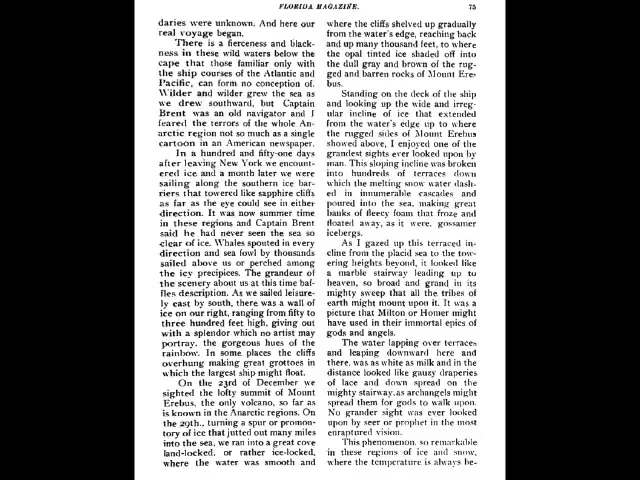 FLORIDA MAGAZINE.
75
daries were unknown. And here our
real voyage began.
There is a fierceness and black-
ness in these wild waters below the
cape that those familiar only with
the ship courses of the Atlantic and
Pacific, can form no conception of.
Wilder and wilder grew the sea as
we drew southward, but Captain
Brent was an old navigator and I
feared the terrors of the whole An-
arctic region not so much as a single
cartoon in an American newspaper.
In a hundred and fifty-one days
after leaving New York we encount-
ered ice and a month later we were
sailing along the southern ice bar-
riers that towered like sapphire cliffs
as far as the eye could see in either
direction. It was now summer time
in these regions and Captain Brent
said he had never seen the sea so
clear of ice. Whales spouted in every
direction and sea fowl by thousands
sailed above us or perched among
the icy precipices. The grandeur of
the scenery about us at this time baf-
fles description. As we sailed leisure-
ly east by south, there was a wall of
ice on our right, ranging from fifty to
three hundred feet high, giving out
with a splendor which no artist may
portray, the gorgeous hues of the
rainbow. In some places the cliffs
overhung making great grottoes in
which the largest ship might float.
On the 23rd of December we
sighted the lofty summit of Mount
Erebus, the only volcano, so far as
is known in the Anarctic regions. On
the 29th., turning a spur or promon-
tory of ice that jutted out many miles
into the sea, we ran into a great cove
land-locked, or rather ice-locked,
where the water was smooth and
where the cliffs shelved up gradually
from the water's edge, reaching back
and up many thousand feet, to where
the opal tinted ice shaded off into
the dull gray and brown of the rug-
ged and barren rocks of Mount Ere-
bus.
Standing on the deck of the ship
and looking up the wide and irreg-
ular incline of ice that extended
from the water's edge up to where
the rugged sides of Mount Erebus
showed above, I enjoyed one of the
grandest sights ever looked upon by
man. This sloping incline was broken
into hundreds of terraces down
which the melting snow water dash-
ed in innumerable cascades and
poured into the sea, making great
banks of fleecy foam that froze and
floated away, as it were, gossamer
icebergs.
As I gazed up this terraced in-
cline from the placid sea to the tow-
ering heights beyond, it looked like
a marble stairway leading up to
heaven, so broad and grand in its
mighty sweep that all the tribes of
earth might mount upon it. It was a
picture that Milton or Homer might
have used in their immortal epics of
gods and angels.
The water lapping over terraces
and leaping downward here and
there, was as white as milk and in the
distance looked like gauzy draperies
of lace and down spread on the
mighty stairway, as archangels might
spread them for gods to walk upon.
No grander sight was ever looked
upon by seer or prophet in the most
enraptured vision.
This phenomenon, so remarkable
in these regions of ice and snow,
where the temperature is always be-